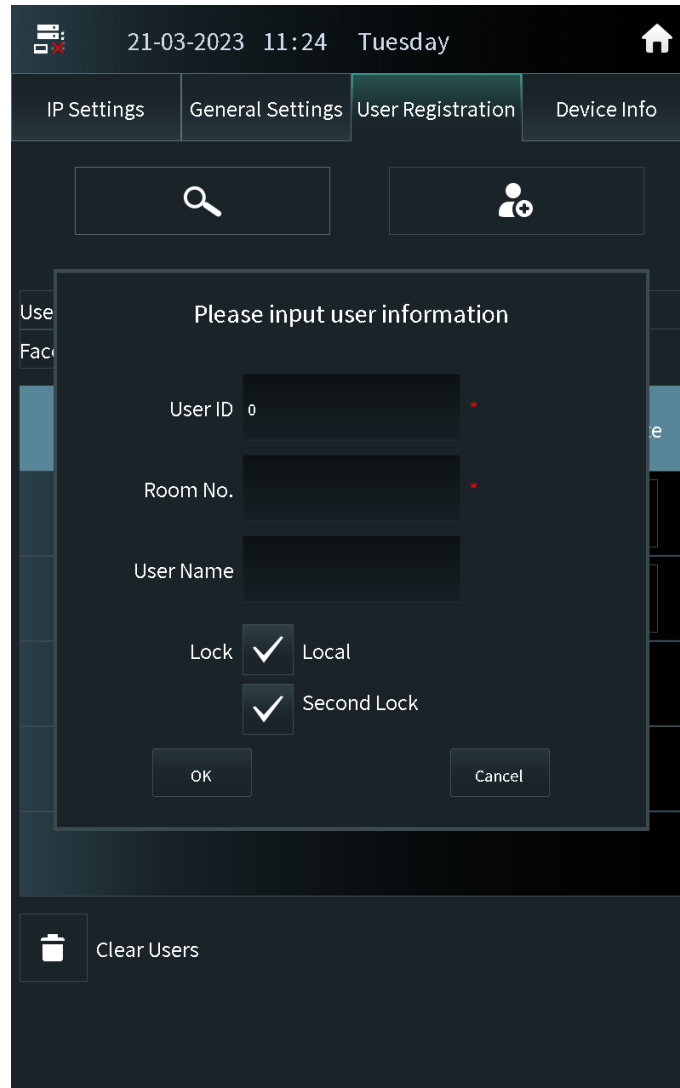 21-03-2023 11:24 Tuesday
IP Settings General Settings User Registration Device Info
Please input user information
User ID 0 *
Room No. *
User Name
Lock Local
Second Lock
OK Cancel
Clear Users